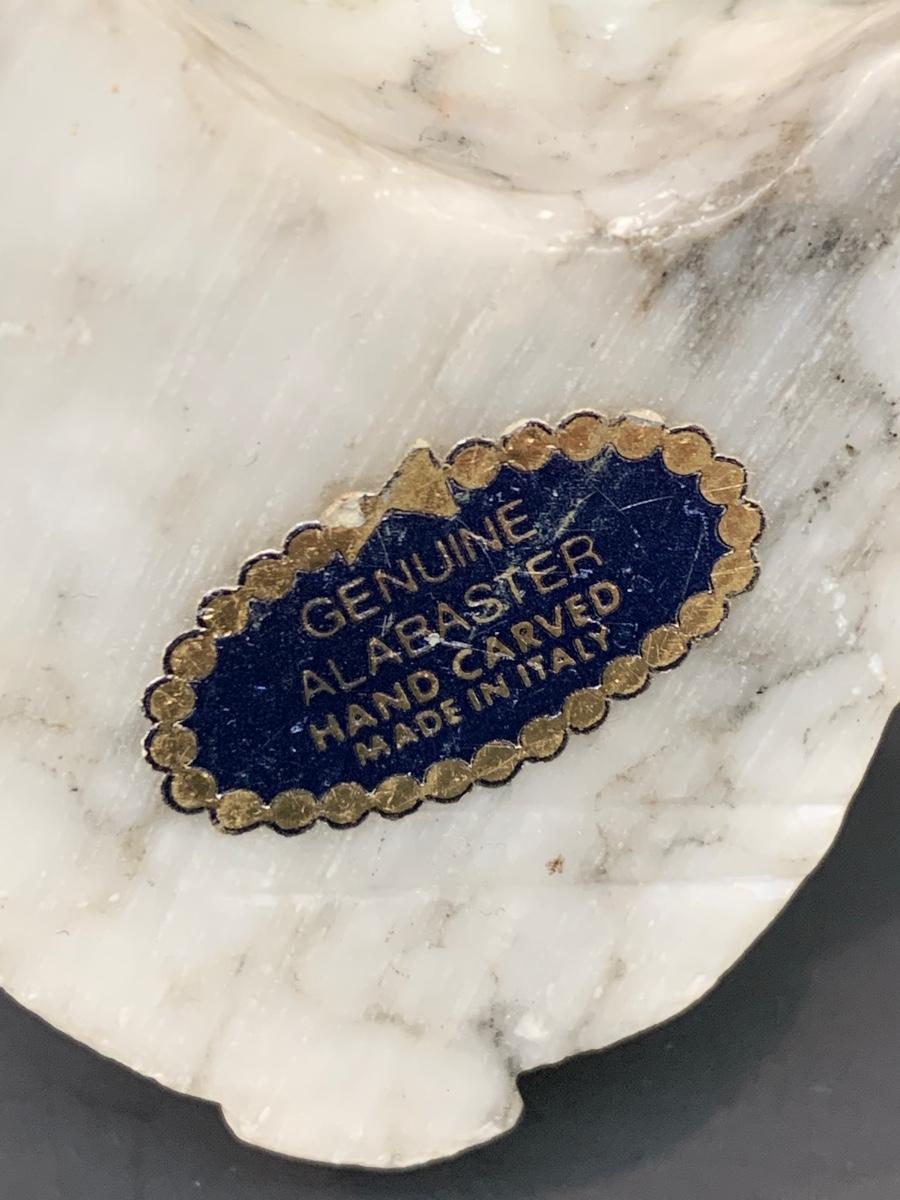 GENUINE
ALABASTER
HAND CARVED
MADE IN ITALY